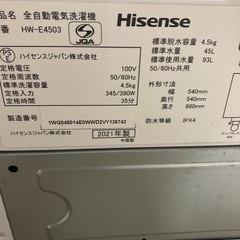 品名 全自動電気洗濯機
番 HW-E4503
Hisense
PSE
JQA
ハイセンスジャパン株式会社
ハイセンスジャパン株式会社
定格電圧 100V
定格周波数 50/60Hz
標準洗濯容量 4.5kg
定格消費電力 345/390W
目安時間 35分
標準脱水容量 4.5kg
標準水量 45L
標準使用水量 93L
50/60Hz共用
外形寸法
幅 540mm
奥行 540mm
高さ 880mm
防水等級 IPX4
1WG045014E0WWD2VY126742
2021年製
中国製